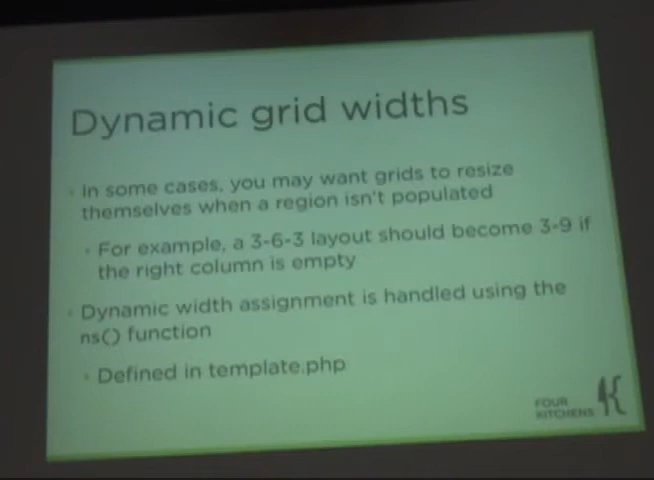 Dynamic grid widths
In some cases, you may want grids to resize
themselves when a region isn't populated
For example, a 3-6-3 layout should become 3-9 if
the right column is empty
Dynamic width assignment is handled using the
ns() function
Defined in template.php
FOUR
KITCHENS